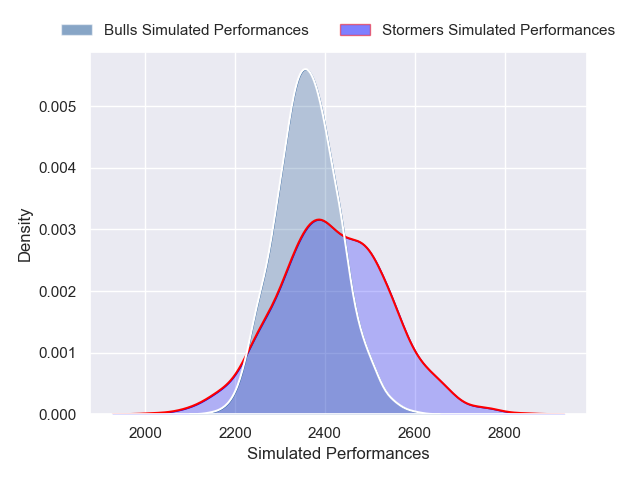 Bulls Simulated Performances Stormers Simulated Performances
0.005
0.004
0.003
0.002
0.001
0.000
Density
2000 2200 2400 2600 2800
Simulated Performances